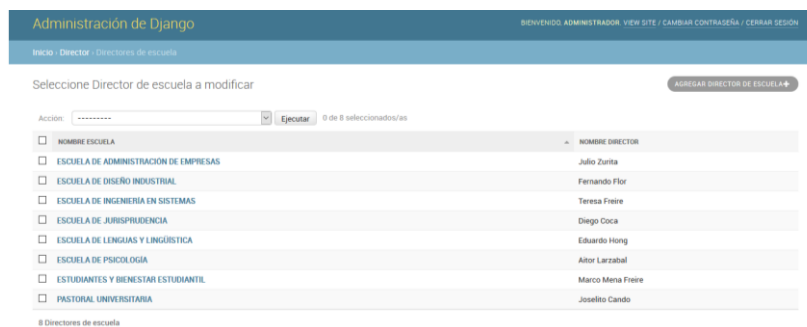 Administración de Django
BIENVENIDO, ADMINISTRADOR. VIEW SITE / CAMBIAR CONTRASEÑA / CERRAR SESIÓN
Inicio › Director › Directores de escuela
Seleccione Director de escuela a modificar
AGREGAR DIRECTOR DE ESCUELA+
Acción: --------- Ejecutar 0 de 8 seleccionados/as
NOMBRE ESCUELA NOMBRE DIRECTOR
ESCUELA DE ADMINISTRACIÓN DE EMPRESAS Julio Zurita
ESCUELA DE DISEÑO INDUSTRIAL Fernando Flor
ESCUELA DE INGENIERÍA EN SISTEMAS Teresa Freire
ESCUELA DE JURISPRUDENCIA Diego Coca
ESCUELA DE LENGUAS Y LINGÜISTICA Eduardo Hong
ESCUELA DE PSICOLOGÍA Aitor Larzabal
ESTUDIANTES Y BIENESTAR ESTUDIANTIL Marco Mena Freire
PASTORAL UNIVERSITARIA Joselito Cando
8 Directores de escuela